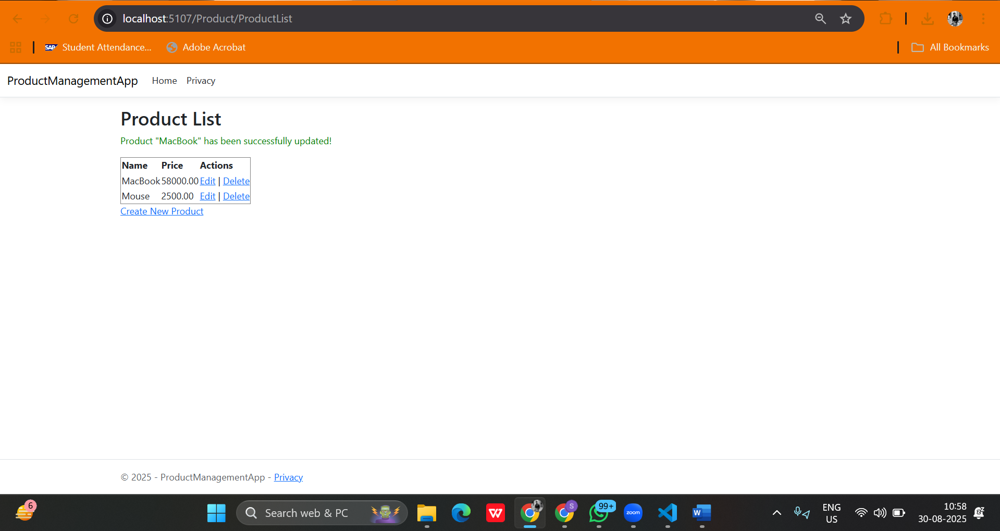 localhost:5107/Product/ProductList
SAP Student Attendance... Adobe Acrobat All Bookmarks
ProductManagementApp Home Privacy
Product List
Product "MacBook" has been successfully updated!
Name Price Actions
MacBook 58000.00 Edit | Delete
Mouse 2500.00 Edit | Delete
Create New Product
© 2025 - ProductManagementApp - Privacy
6 Search web & PC W S 99+ zoom W ENG US 10:58 30-08-2025